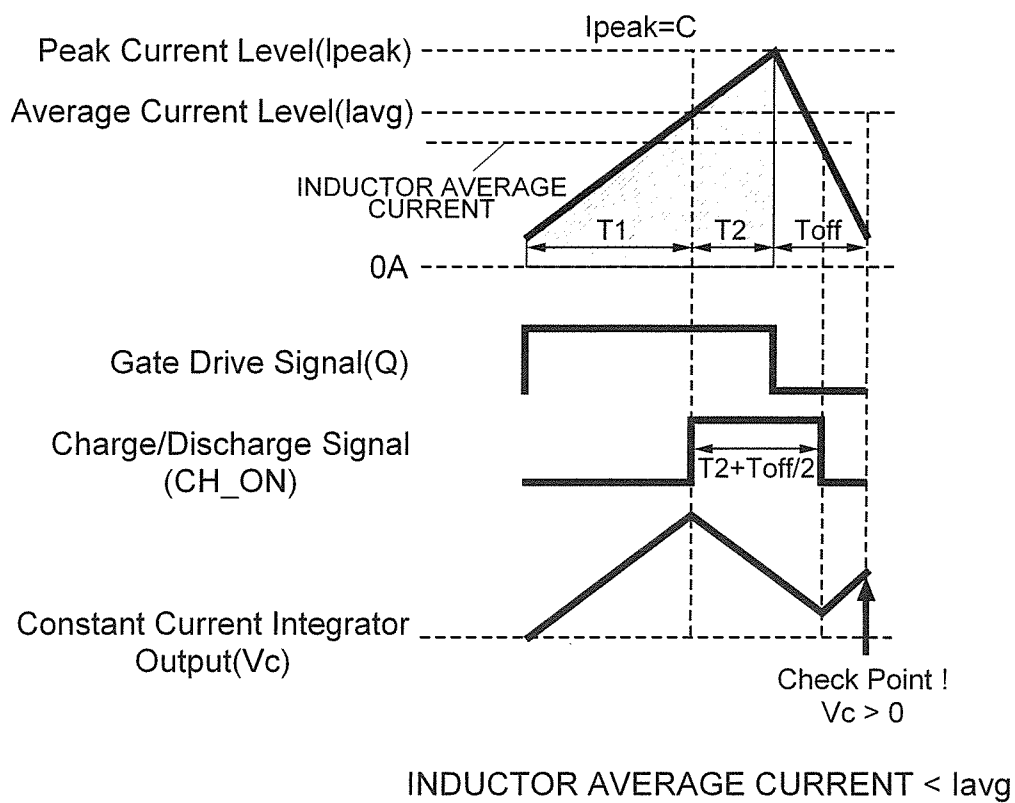 Ipeak=C
Peak Current Level(Ipeak)
Average Current Level(Iavg)
INDUCTOR AVERAGE
CURRENT
T1
T2
Toff
0A
Gate Drive Signal(Q)
Charge/Discharge Signal
(CH_ON)
T2+Toff/2
Constant Current Integrator
Output(Vc)
Check Point !
Vc > 0
INDUCTOR AVERAGE CURRENT < Iavg